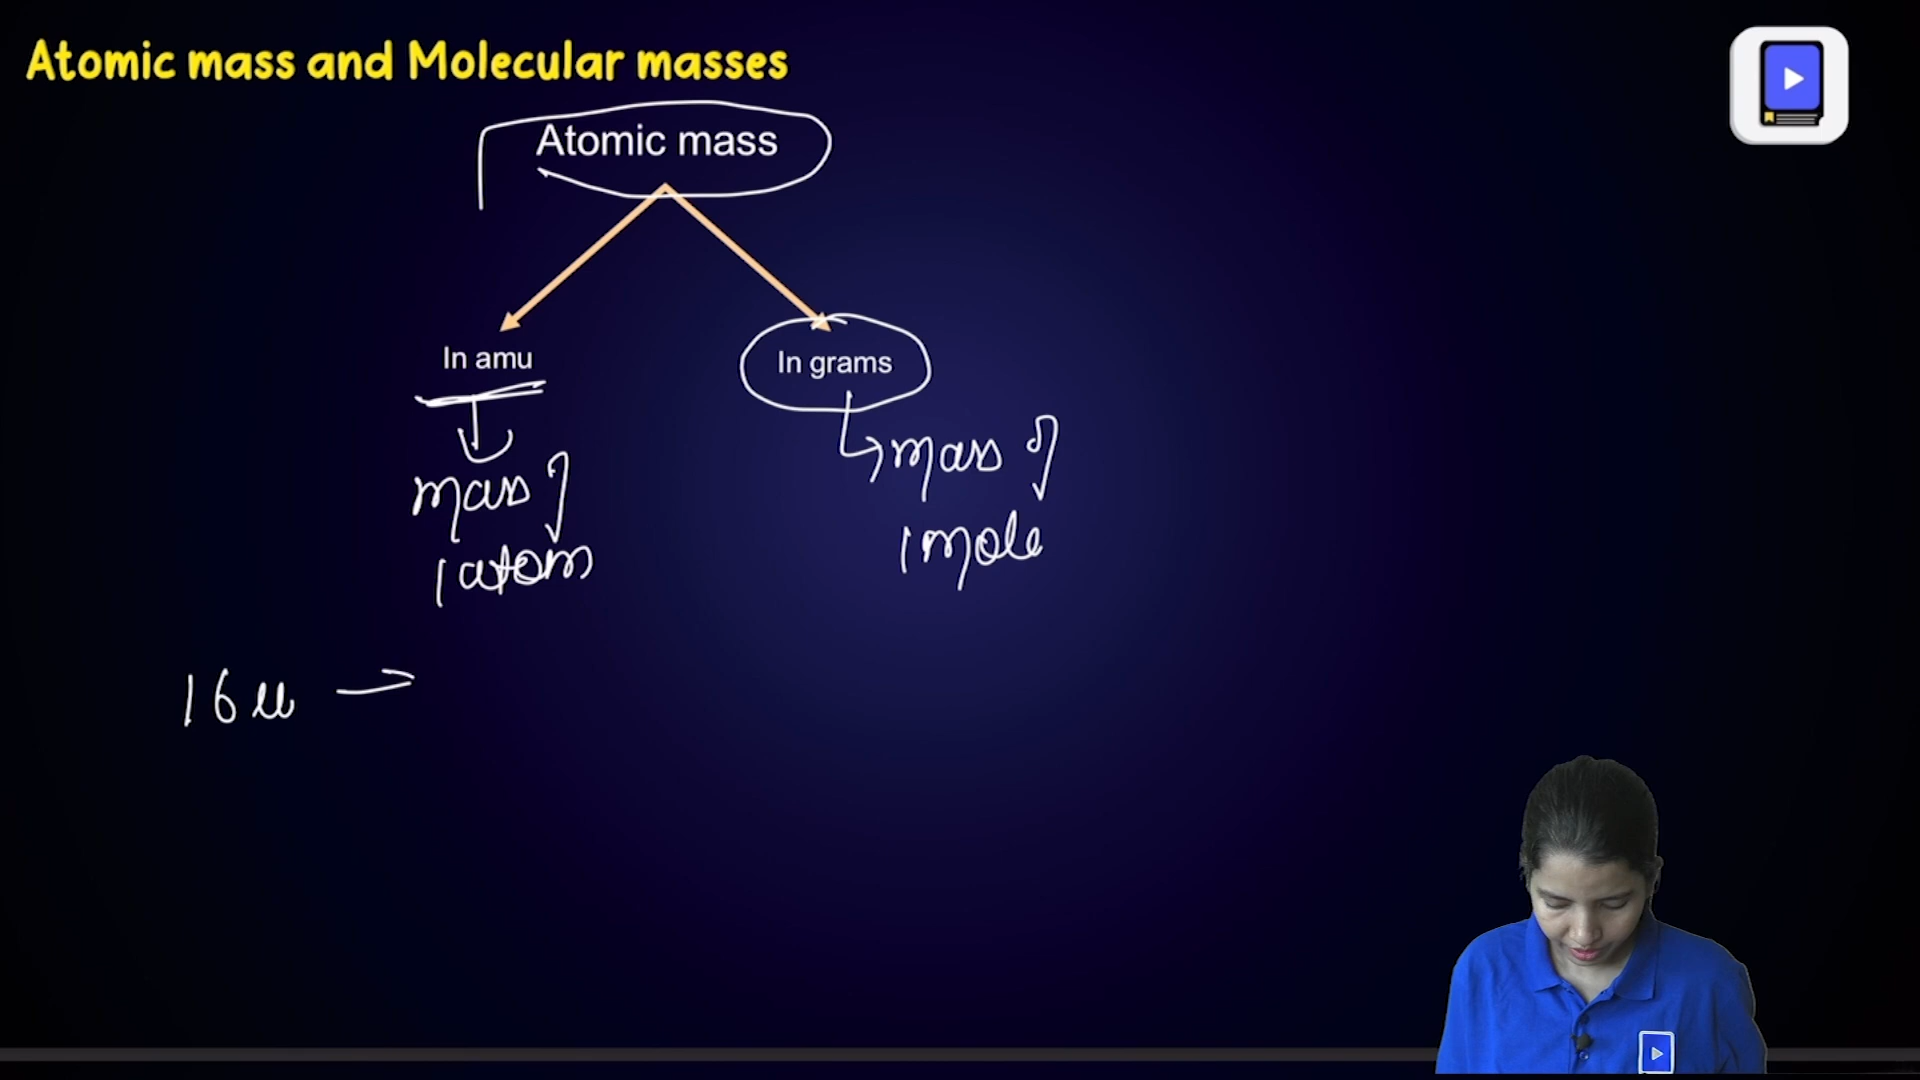 Atomic mass and Molecular masses
Atomic mass
In amu
In grams
mass of
1 atom
mass of
1 mole
16 u →